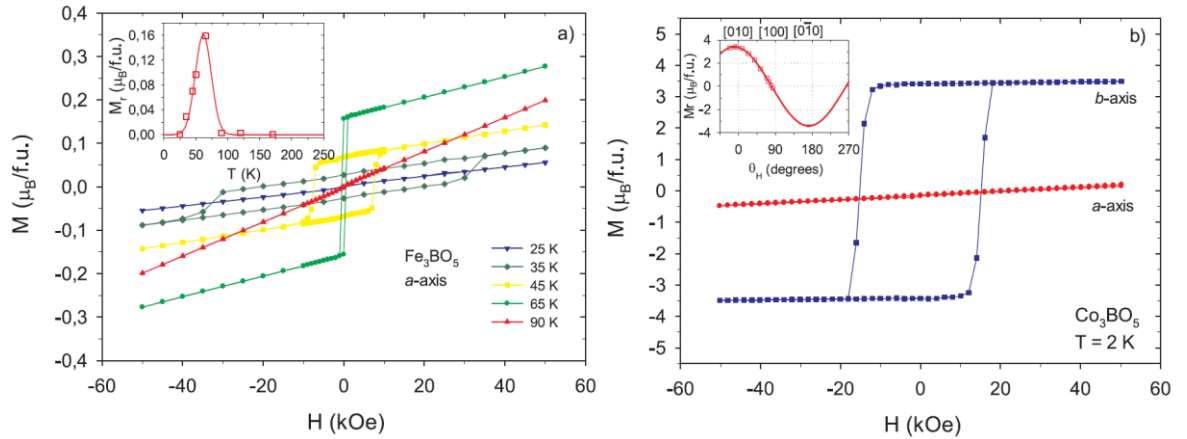 a)
M (μB/f.u.)
0,4
0,3
0,2
0,1
0,0
-0,1
-0,2
-0,3
-0,4
-60 -40 -20 0 20 40 60
H (kOe)
Mr (μB/f.u.)
0,16
0,12
0,08
0,04
0,00
0 50 100 150 200 250
T (K)
Fe3BO5
a-axis
25 K
35 K
45 K
65 K
90 K
b)
M (μB/f.u.)
5
4
3
2
1
0
-1
-2
-3
-4
-5
-60 -40 -20 0 20 40 60
H (kOe)
[010] [100] [01̅0]
Mr (μB/f.u.)
4
2
0
-2
-4
0 90 180 270
θH (degrees)
b-axis
a-axis
Co3BO5
T = 2 K